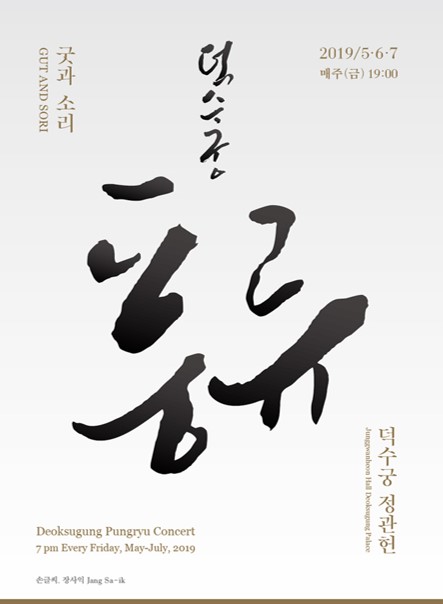 굿과 소리
GUT AND SORI
덕수궁
풍류
2019/5·6·7
매주(금) 19:00
덕수궁 정관헌
Junggwanheon Hall Deoksugung Palace
Deoksugung Pungryu Concert
7 pm Every Friday, May-July, 2019
손글씨. 장사익 Jang Sa-ik